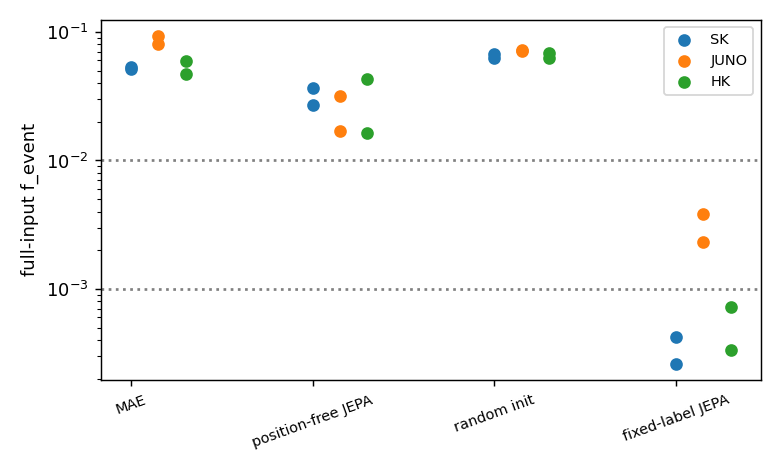 full-input f_event
10⁻¹
10⁻²
10⁻³
SK
JUNO
HK
MAE
position-free JEPA
random init
fixed-label JEPA